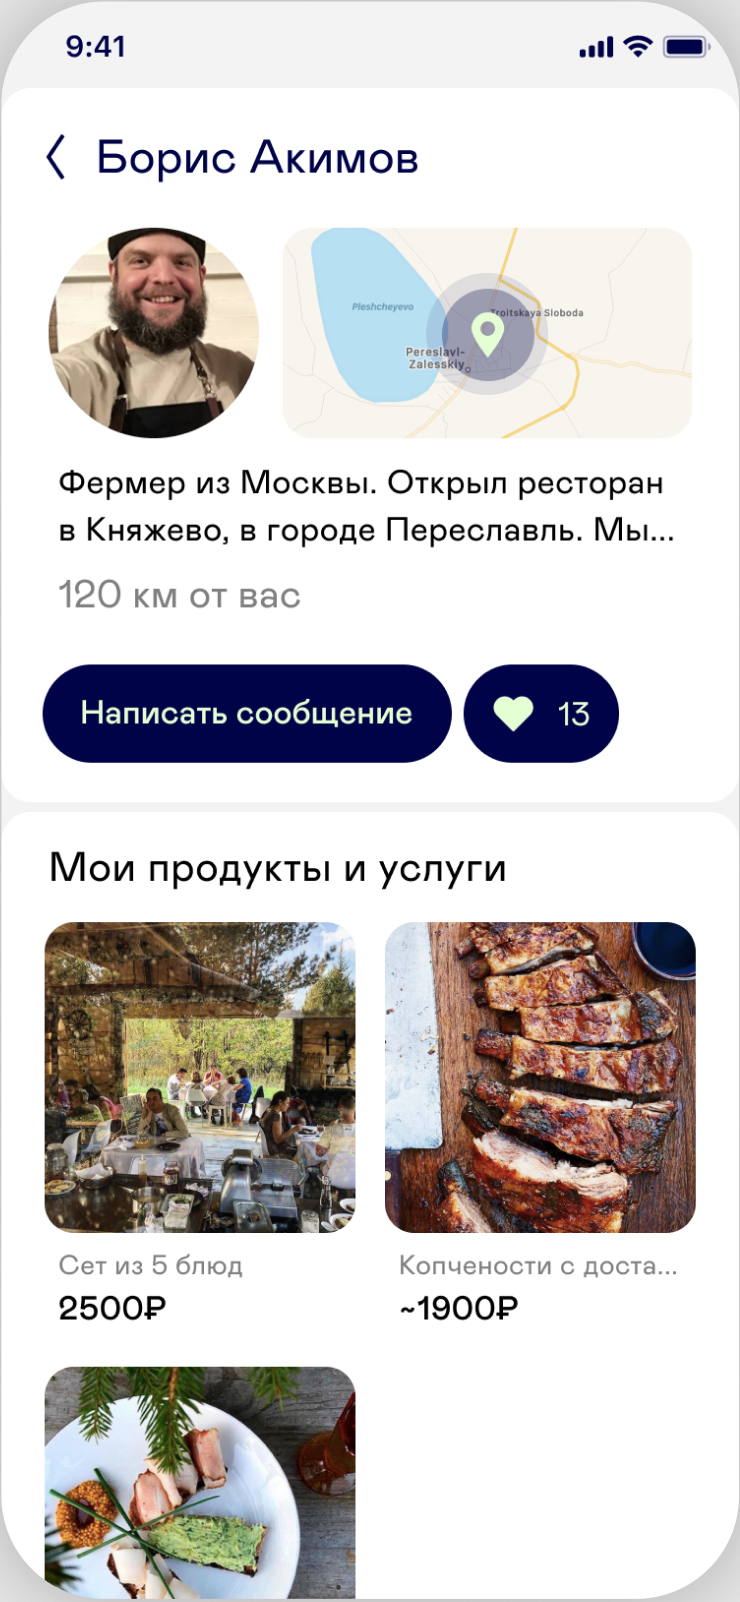 9:41
Борис Акимов
Pleshcheyevo
Troitskaya Sloboda
Pereslavl-
Zalesskiy
Фермер из Москвы. Открыл ресторан
в Княжево, в городе Переславль. Мы...
120 км от вас
Написать сообщение
13
Мои продукты и услуги
Сет из 5 блюд
Копчености с доста...
2500₽
~1900₽